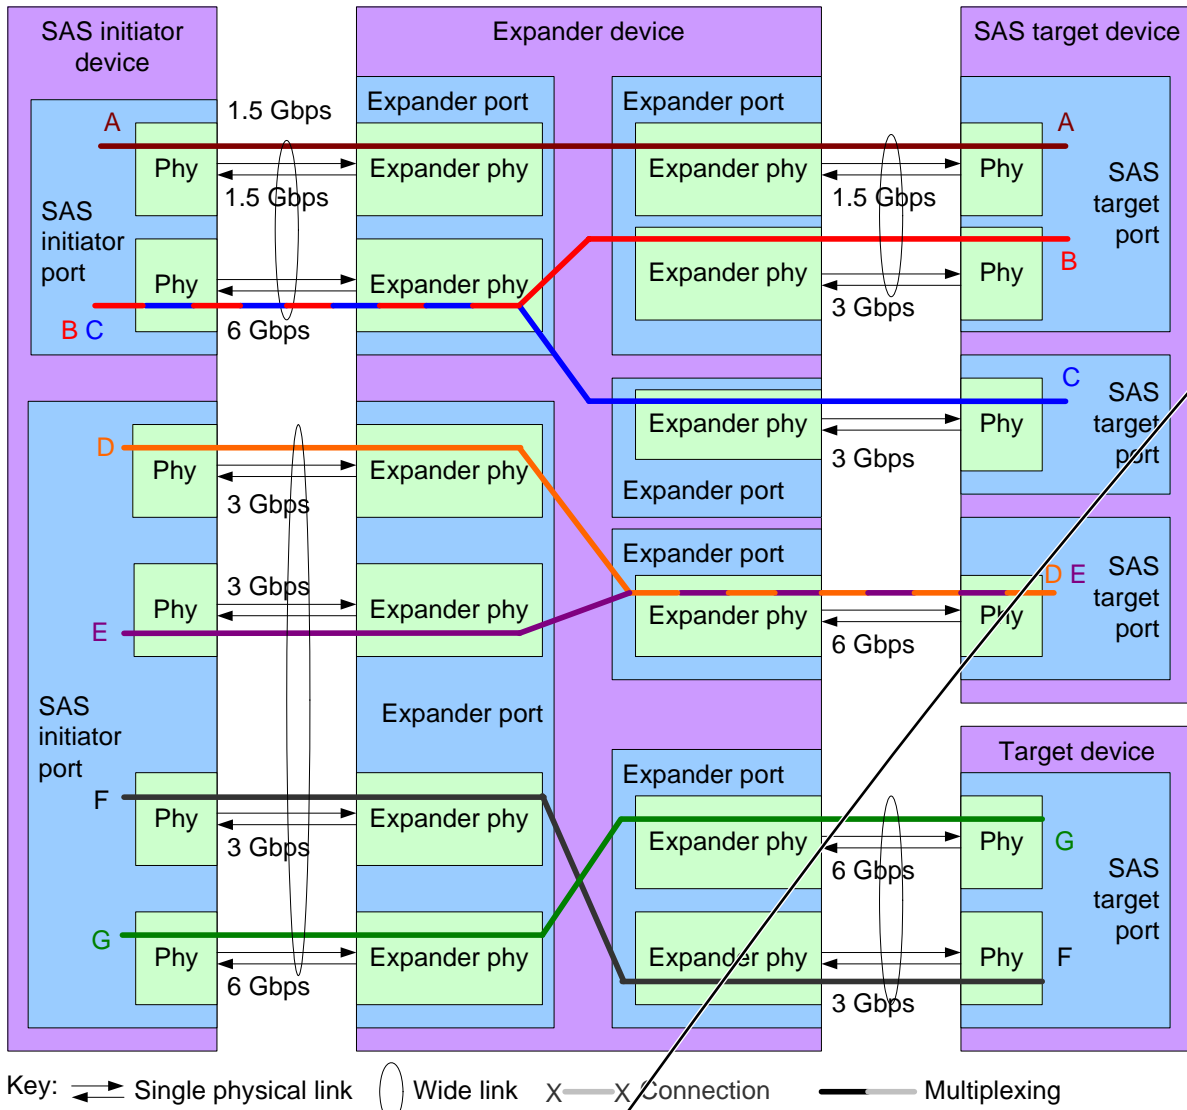 SAS initiator
device
Expander device
SAS target device
1.5 Gbps
Expander port
Expander port
A
A
Phy
Expander phy
Expander phy
Phy
1.5 Gbps
1.5 Gbps
SAS
initiator
port
SAS
target
port
Phy
Expander phy
Expander phy
Phy
B
B C
6 Gbps
3 Gbps
C
SAS
target
port
Phy
3 Gbps
Expander phy
Expander port
D
Phy
Expander phy
3 Gbps
Expander port
D E
SAS
target
port
3 Gbps
E
Phy
Expander phy
Expander phy
Phy
6 Gbps
SAS
initiator
port
Expander port
Target device
Expander port
F
Phy
Expander phy
3 Gbps
Expander phy
Phy
G
6 Gbps
SAS
target
port
G
Phy
Expander phy
6 Gbps
Expander phy
Phy
F
3 Gbps
Key: Single physical link Wide link X X Connection Multiplexing